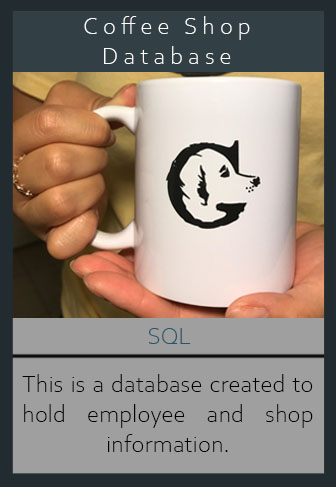 Coffee Shop
Database
G
SQL
This is a database created to
hold employee and shop
information.